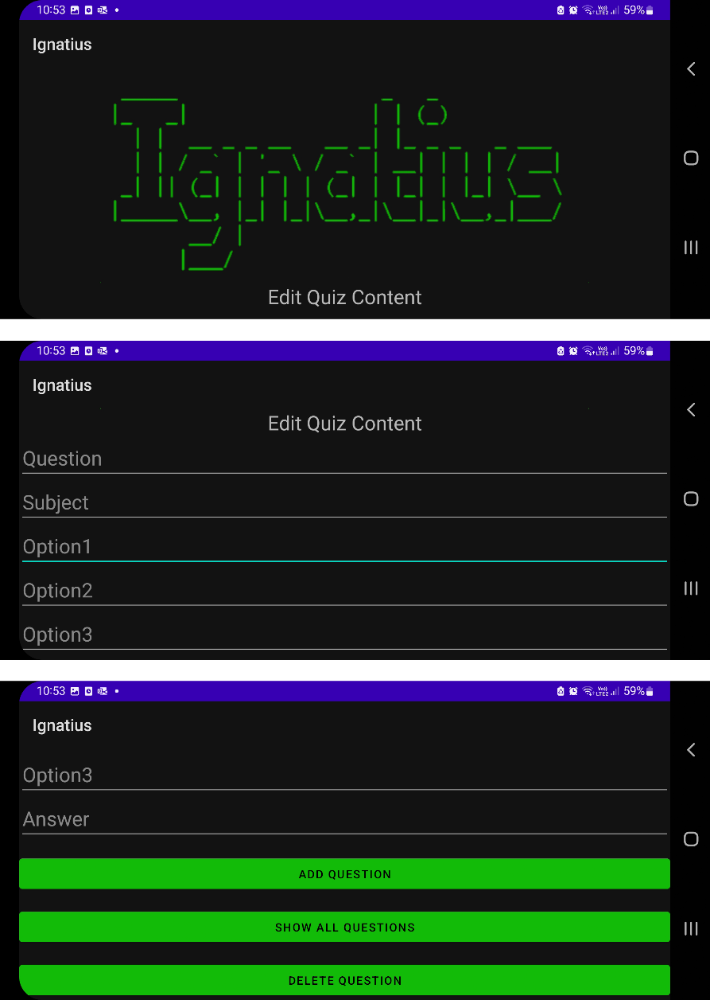 10:53 59%
Ignatius
Ignatius
Edit Quiz Content
10:53 59%
Ignatius
Edit Quiz Content
Question
Subject
Option1
Option2
Option3
10:53 59%
Ignatius
Option3
Answer
ADD QUESTION
SHOW ALL QUESTIONS
DELETE QUESTION